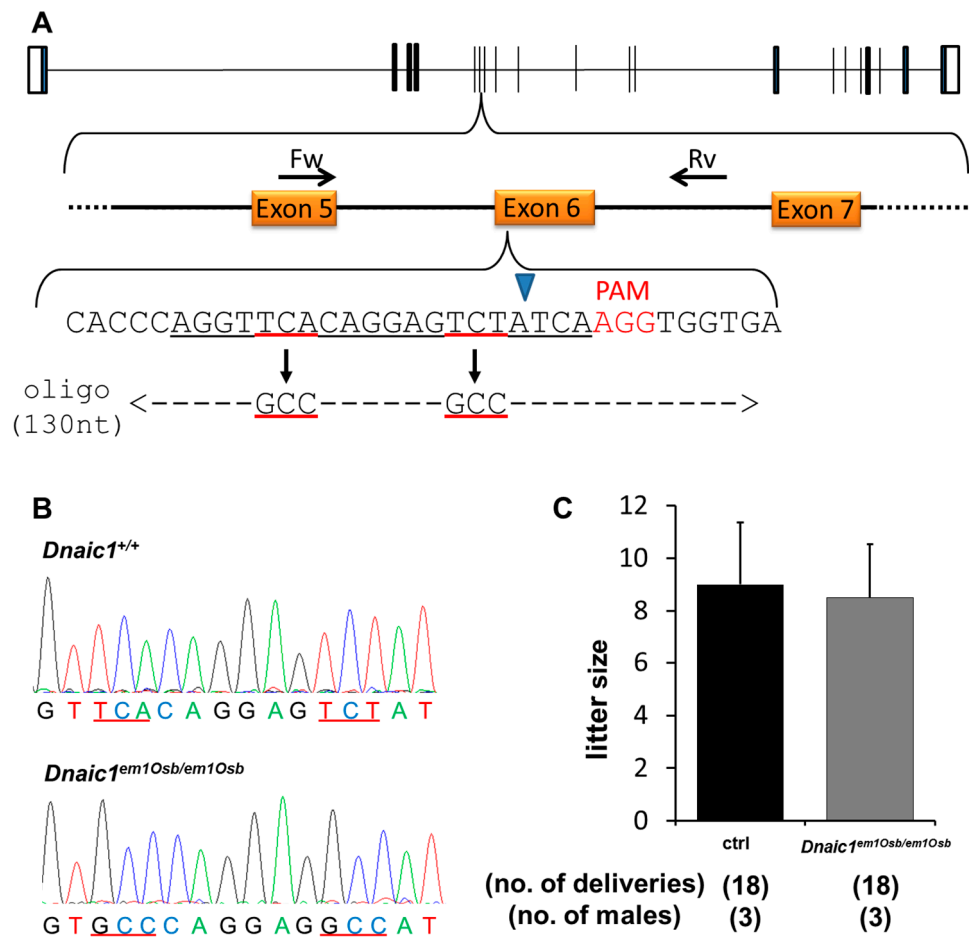 A
Fw
Rv
Exon 5
Exon 6
Exon 7
PAM
CACCCAGGTTCACAGGAGTCTATCAAGGTGGTGA
oligo
(130nt)
<-----GCC------GCC----------->
B
Dnaic1+/+
G T T C A C A G G A G T C T A T
Dnaic1em1Osb/em1Osb
G T G C C C A G G A G G C C A T
C
litter size
12
10
8
6
4
2
0
ctrl
Dnaic1em1Osb/em1Osb
(no. of deliveries) (18) (18)
(no. of males) (3) (3)